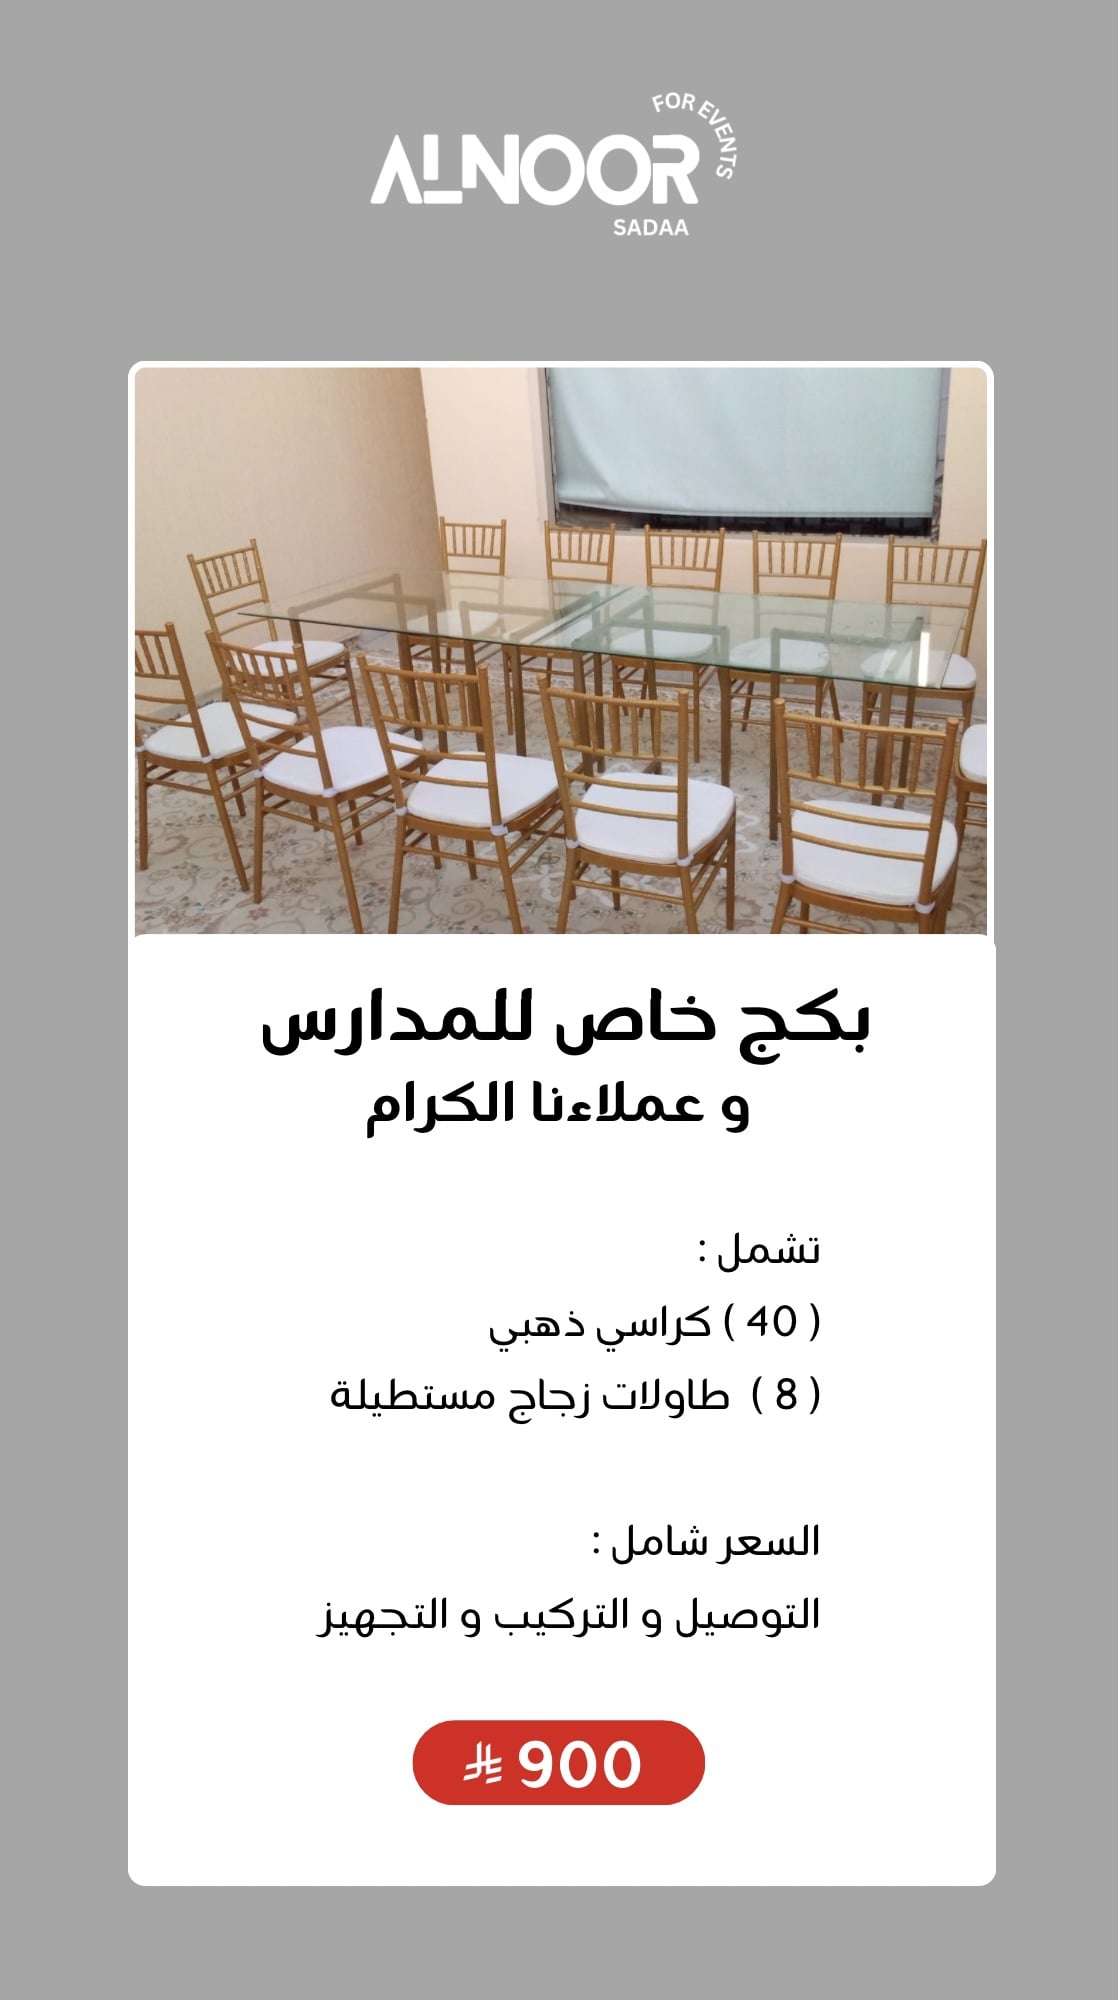 FOR EVENTS
ALNOOR
SADAA
بكج خاص للمدارس
و عملاءنا الكرام
تشمل :
( 40 ) كراسي ذهبي
( 8 ) طاولات زجاج مستطيلة
السعر شامل :
التوصيل و التركيب و التجهيز
900 ⃁